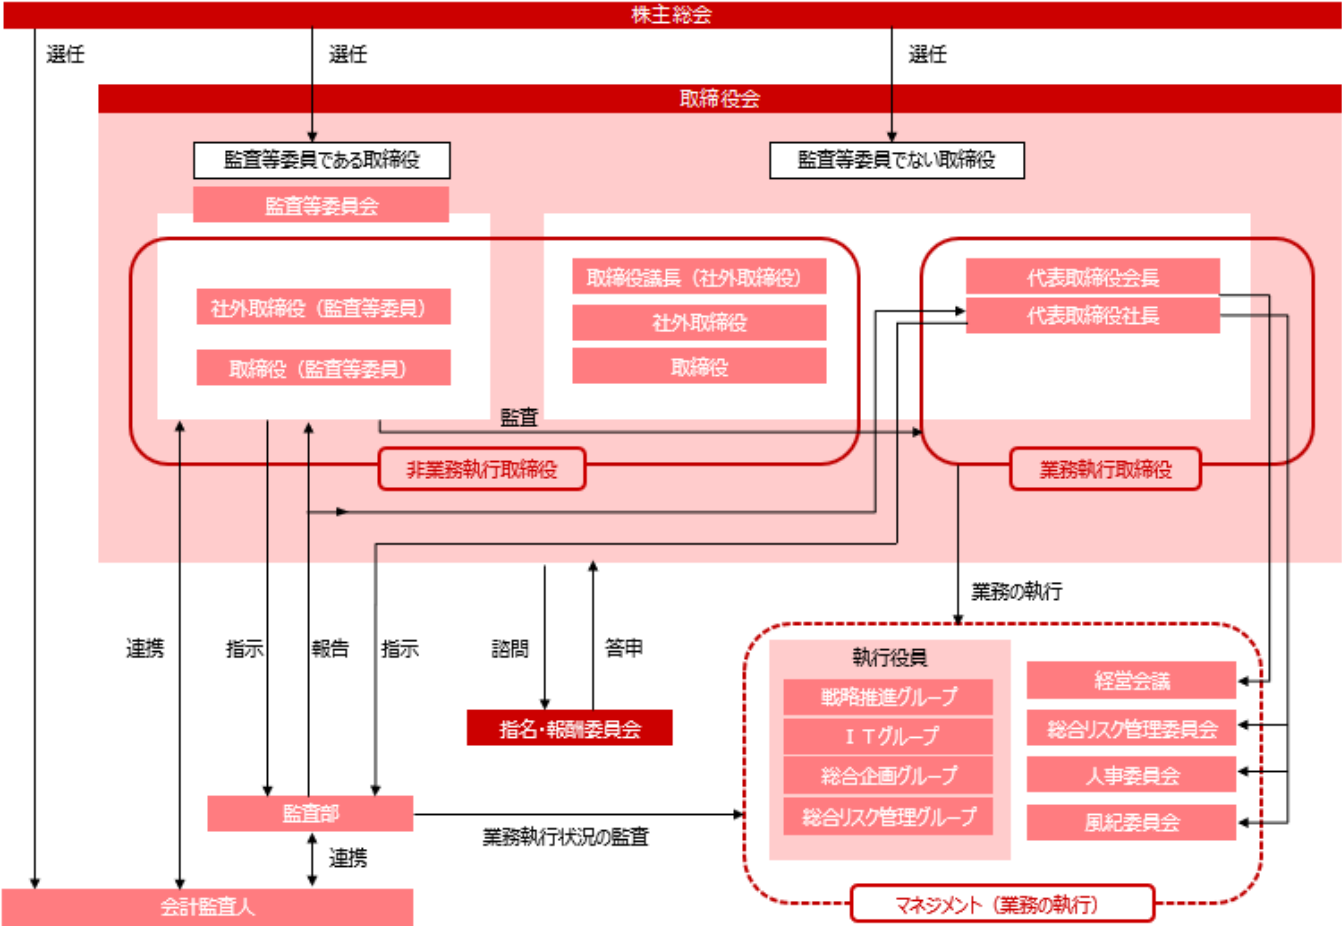 株主総会
選任
選任
選任
取締役会
監査等委員である取締役
監査等委員でない取締役
監査等委員会
取締役議長（社外取締役）
代表取締役会長
社外取締役（監査等委員）
社外取締役
代表取締役社長
取締役（監査等委員）
取締役
監査
非業務執行取締役
業務執行取締役
業務の執行
連携
指示
報告
指示
諮問
答申
執行役員
経営会議
戦略推進グループ
指名・報酬委員会
総合リスク管理委員会
ＩＴグループ
総合企画グループ
人事委員会
監査部
総合リスク管理グループ
風紀委員会
業務執行状況の監査
連携
会計監査人
マネジメント（業務の執行）